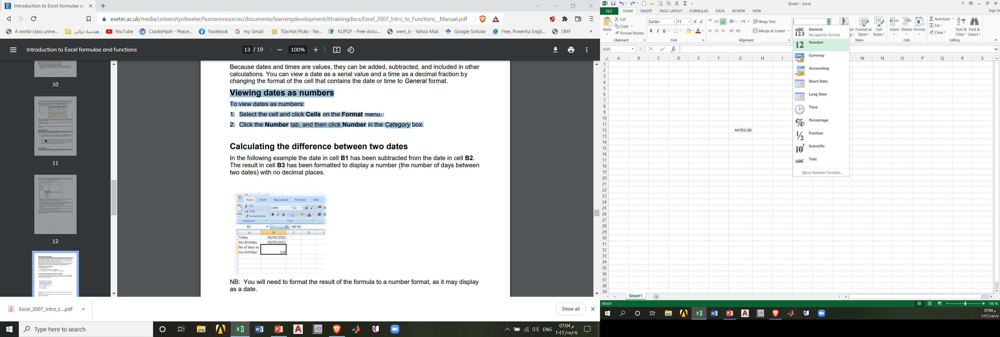 Introduction to Excel formulae an
exeter.ac.uk/media/universityofexeter/humanresources/documents/learningdevelopment/ittrainingdocs/Excel_2007_Intro_to_Functions__Manual.pdf
A world-class unive... هندسة ديالى YouTube CracksHash - Peace... Facebook my Gmail TGx:Hot Picks - Ne... KUPDF - Free docu... wem_tr - Yahoo Mail Google Scholar Free, Powerful Engli... IJMF »
Introduction to Excel formulae and functions 13 / 19 100%
10
11
12
Because dates and times are values, they can be added, subtracted, and included in other
calculations. You can view a date as a serial value and a time as a decimal fraction by
changing the format of the cell that contains the date or time to General format.
Viewing dates as numbers
To view dates as numbers:
1. Select the cell and click Cells on the Format menu.
2. Click the Number tab, and then click Number in the Category box.
Calculating the difference between two dates
In the following example the date in cell B1 has been subtracted from the date in cell B2.
The result in cell B3 has been formatted to display a number (the number of days between
two dates) with no decimal places.
Home Insert Page Layout Formulas Data
Cut
Calibri 12
Copy
Paste
Format Painter
B I U
Clipboard Font
B3 fx =B2-B1
A B C D E
Today 04/01/2012
My Birthday 09/05/2012
No of days to
my birthday! 126
NB: You will need to format the result of the formula to a number format, as it may display
as a date.
Excel_2007_Intro_t....pdf
Show all
Type here to search
ENG
07:04 م
٢٠٢٢/٠٥/٠٧
Book1 - Excel
Sign in
FILE HOME INSERT PAGE LAYOUT FORMULAS DATA REVIEW VIEW
Paste
Cut
Copy
Format Painter
Clipboard
Calibri 11
B I U
Font
Wrap Text
Merge & Center
Alignment
Format as Table
Cell Styles
Styles
Insert Delete Format
Cells
AutoSum
Fill
Clear
Sort & Filter
Find & Select
Editing
G15 fx
A B C D E F G H I M N O P Q R S
1
2
3
4
5
6
7
8
9
10
11
12 44703.00
13
14
15
16
17
18
19
20
21
22
23
24
25
26
27
28
29
30
31
32
33
34
35
36
37
38
39
ABC 123 General
No specific format
12 Number
Currency
Accounting
Short Date
Long Date
Time
% Percentage
½ Fraction
10² Scientific
ABC Text
More Number Formats...
Sheet1
READY
100 %
07:04 م
٢٠٢٢/٠٥/٠٧